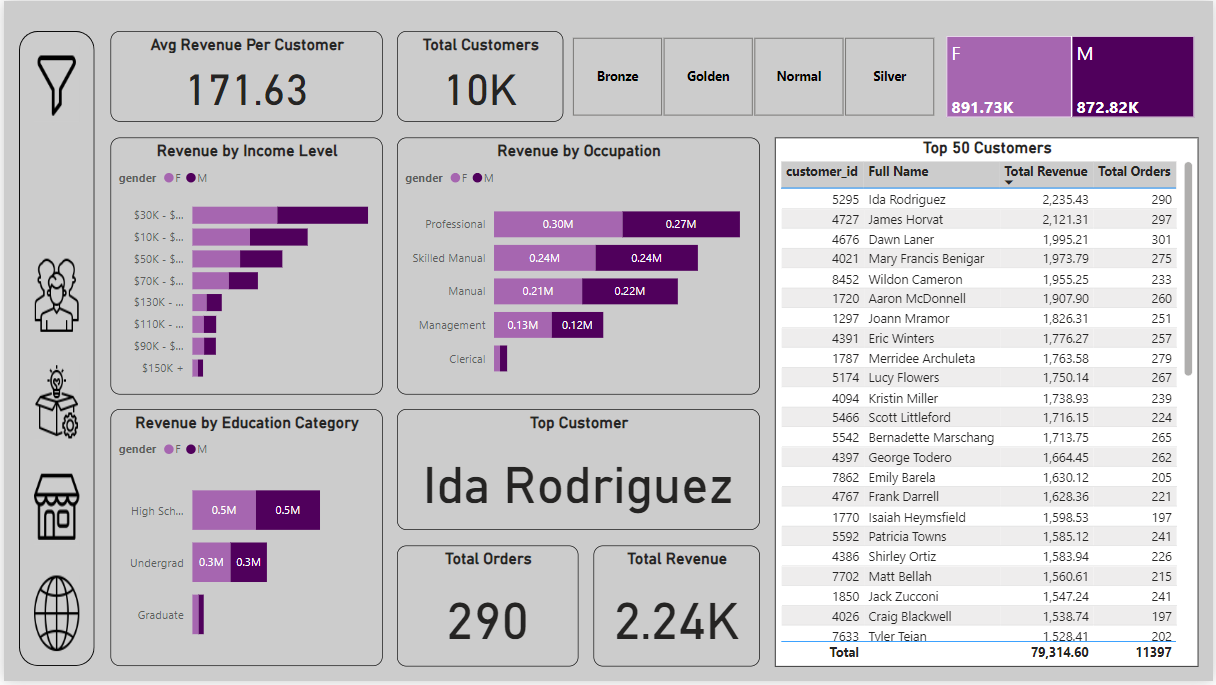 Avg Revenue Per Customer
171.63
Total Customers
10K
Bronze
Golden
Normal
Silver
F
891.73K
M
872.82K
Revenue by Income Level
gender F M
$30K - $...
$10K - $...
$50K - $...
$70K - $...
$130K - ...
$110K - ...
$90K - $...
$150K +
Revenue by Occupation
gender F M
Professional 0.30M 0.27M
Skilled Manual 0.24M 0.24M
Manual 0.21M 0.22M
Management 0.13M 0.12M
Clerical
Revenue by Education Category
gender F M
High Sch... 0.5M 0.5M
Undergrad 0.3M 0.3M
Graduate
Top Customer
Ida Rodriguez
Total Orders
290
Total Revenue
2.24K
Top 50 Customers
customer_id Full Name Total Revenue Total Orders
5295 Ida Rodriguez 2,235.43 290
4727 James Horvat 2,121.31 297
4676 Dawn Laner 1,995.21 301
4021 Mary Francis Benigar 1,973.79 275
8452 Wildon Cameron 1,955.25 233
1720 Aaron McDonnell 1,907.90 260
1297 Joann Mramor 1,826.31 251
4391 Eric Winters 1,776.27 257
1787 Merridee Archuleta 1,763.58 279
5174 Lucy Flowers 1,750.14 267
4094 Kristin Miller 1,738.93 239
5466 Scott Littleford 1,716.15 224
5542 Bernadette Marschang 1,713.75 265
4397 George Todero 1,664.45 262
7862 Emily Barela 1,630.12 205
4767 Frank Darrell 1,628.36 221
1770 Isaiah Heymsfield 1,598.53 197
5592 Patricia Towns 1,585.12 241
4386 Shirley Ortiz 1,583.94 226
7702 Matt Bellah 1,560.61 215
1850 Jack Zucconi 1,547.24 241
4026 Craig Blackwell 1,538.74 197
7633 Tyler Teian 1,528.41 202
Total 79,314.60 11397